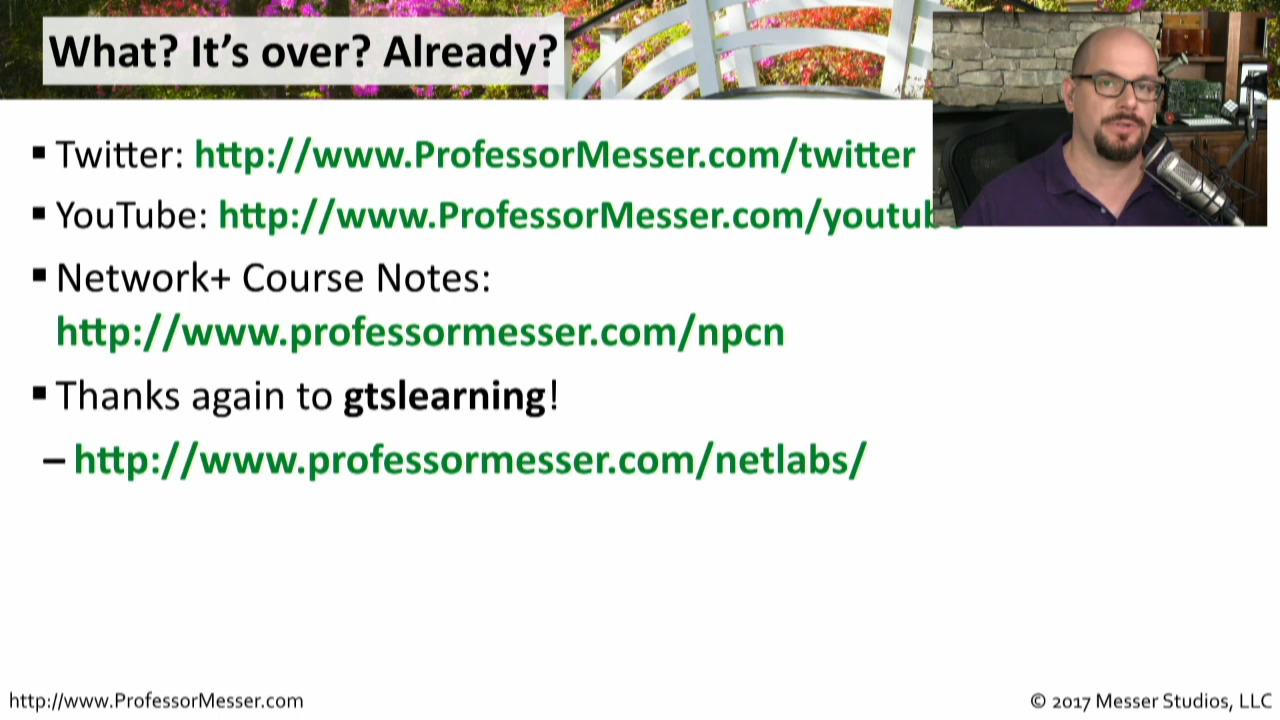 What? It's over? Already?
▪ Twitter: http://www.ProfessorMesser.com/twitter
▪ YouTube: http://www.ProfessorMesser.com/youtube
▪ Network+ Course Notes:
http://www.professormesser.com/npcn
▪ Thanks again to gtslearning!
– http://www.professormesser.com/netlabs/
http://www.ProfessorMesser.com
© 2017 Messer Studios, LLC